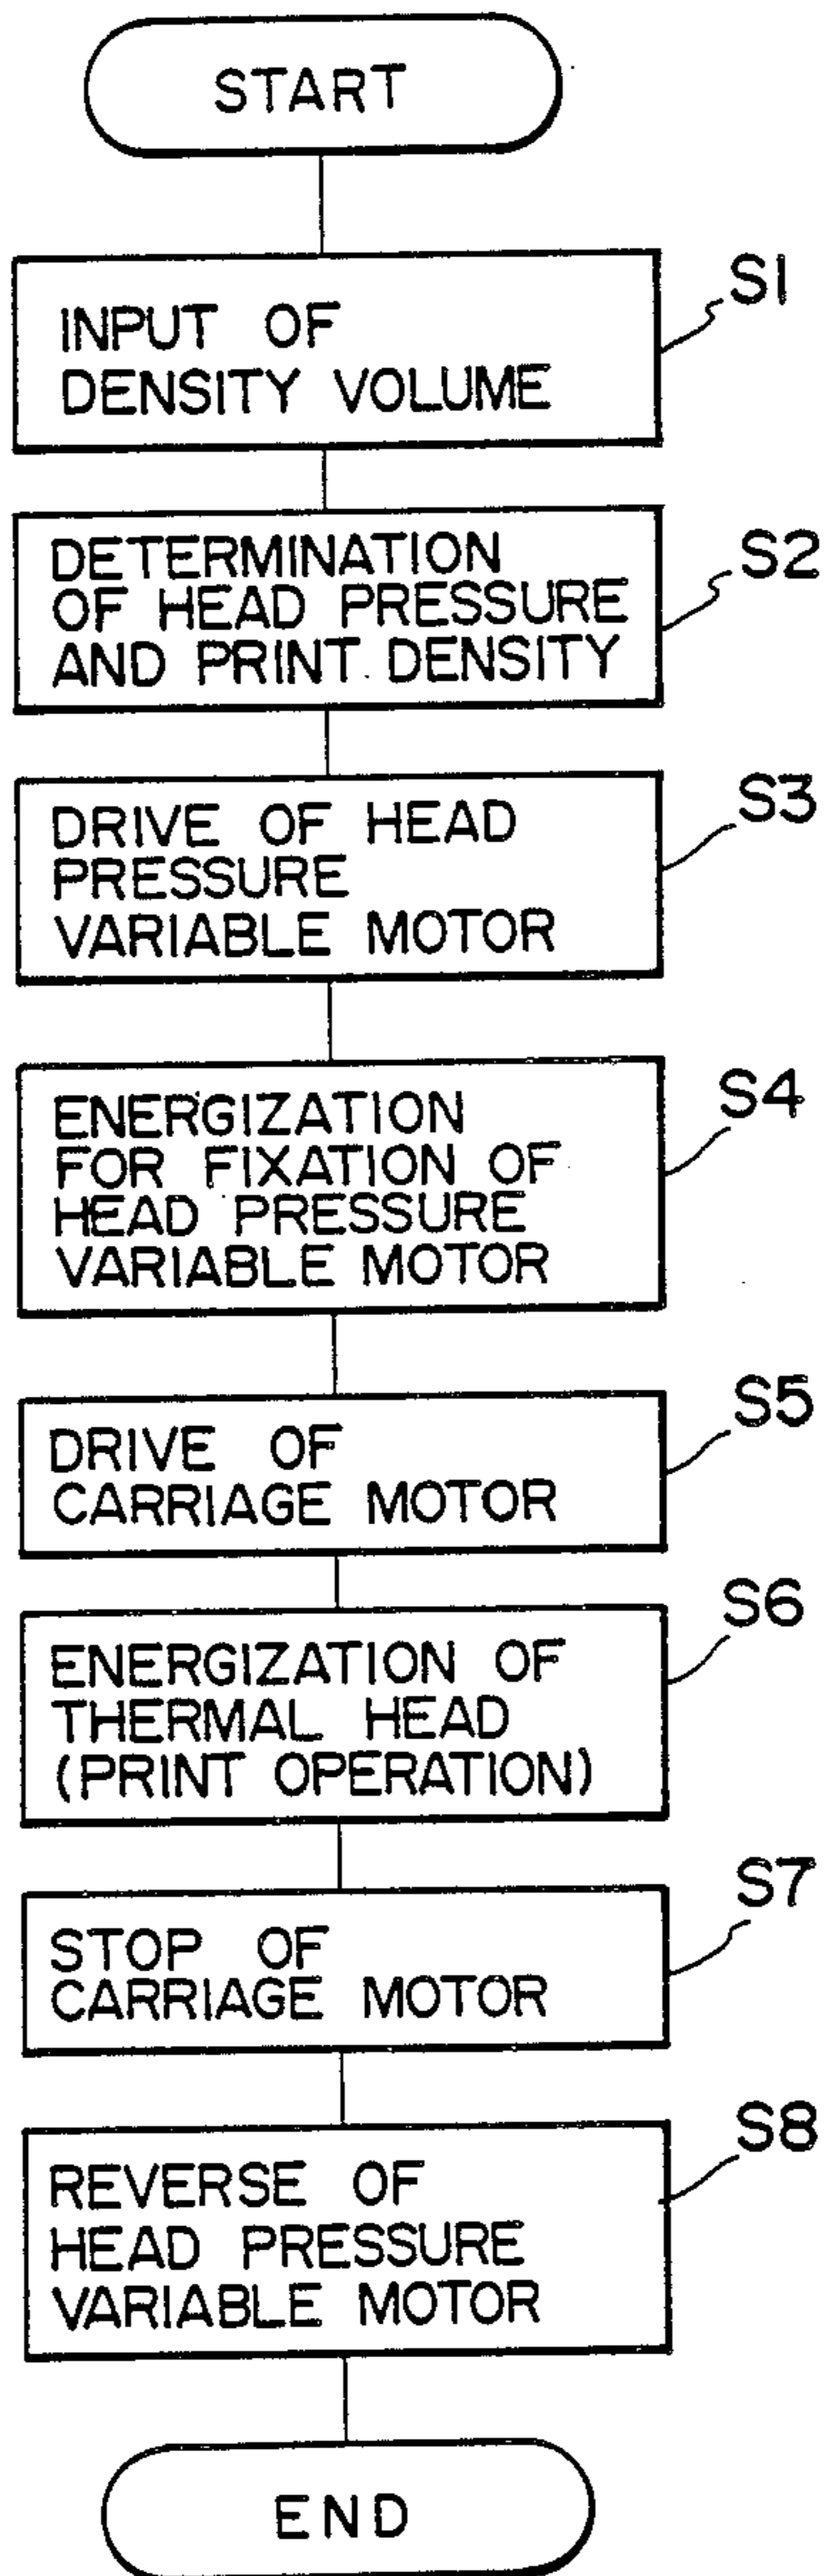 START
S1
INPUT OF
DENSITY VOLUME
S2
DETERMINATION
OF HEAD PRESSURE
AND PRINT DENSITY
S3
DRIVE OF HEAD
PRESSURE
VARIABLE MOTOR
S4
ENERGIZATION
FOR FIXATION OF
HEAD PRESSURE
VARIABLE MOTOR
S5
DRIVE OF
CARRIAGE MOTOR
S6
ENERGIZATION OF
THERMAL HEAD
(PRINT OPERATION)
S7
STOP OF
CARRIAGE MOTOR
S8
REVERSE OF
HEAD PRESSURE
VARIABLE MOTOR
END